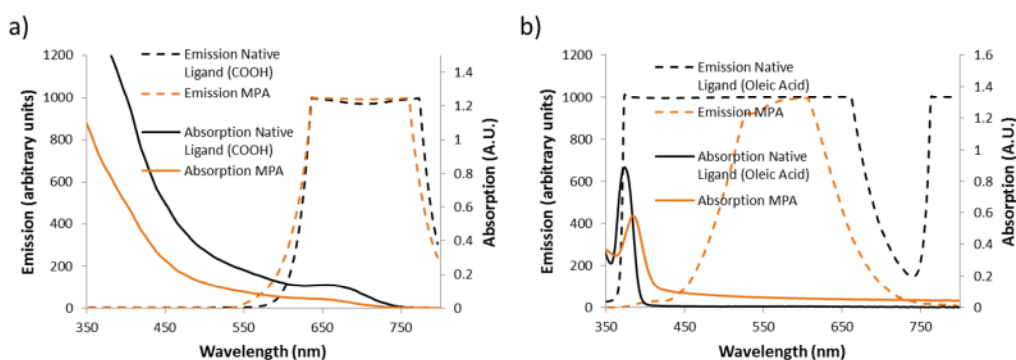 a)
1200
1000
800
600
400
200
0
Emission (arbitrary units)
Emission Native
Ligand (COOH)
Emission MPA
Absorption Native
Ligand (COOH)
Absorption MPA
1.4
1.2
1
0.8
0.6
0.4
0.2
0
Absorption (A.U.)
350 450 550 650 750
Wavelength (nm)
b)
1200
1000
800
600
400
200
0
Emission (arbitrary units)
Emission Native
Ligand (Oleic Acid)
Emission MPA
Absorption Native
Ligand (Oleic Acid)
Absorption MPA
1.6
1.4
1.2
1
0.8
0.6
0.4
0.2
0
Absorption (A.U.)
350 450 550 650 750
Wavelength (nm)